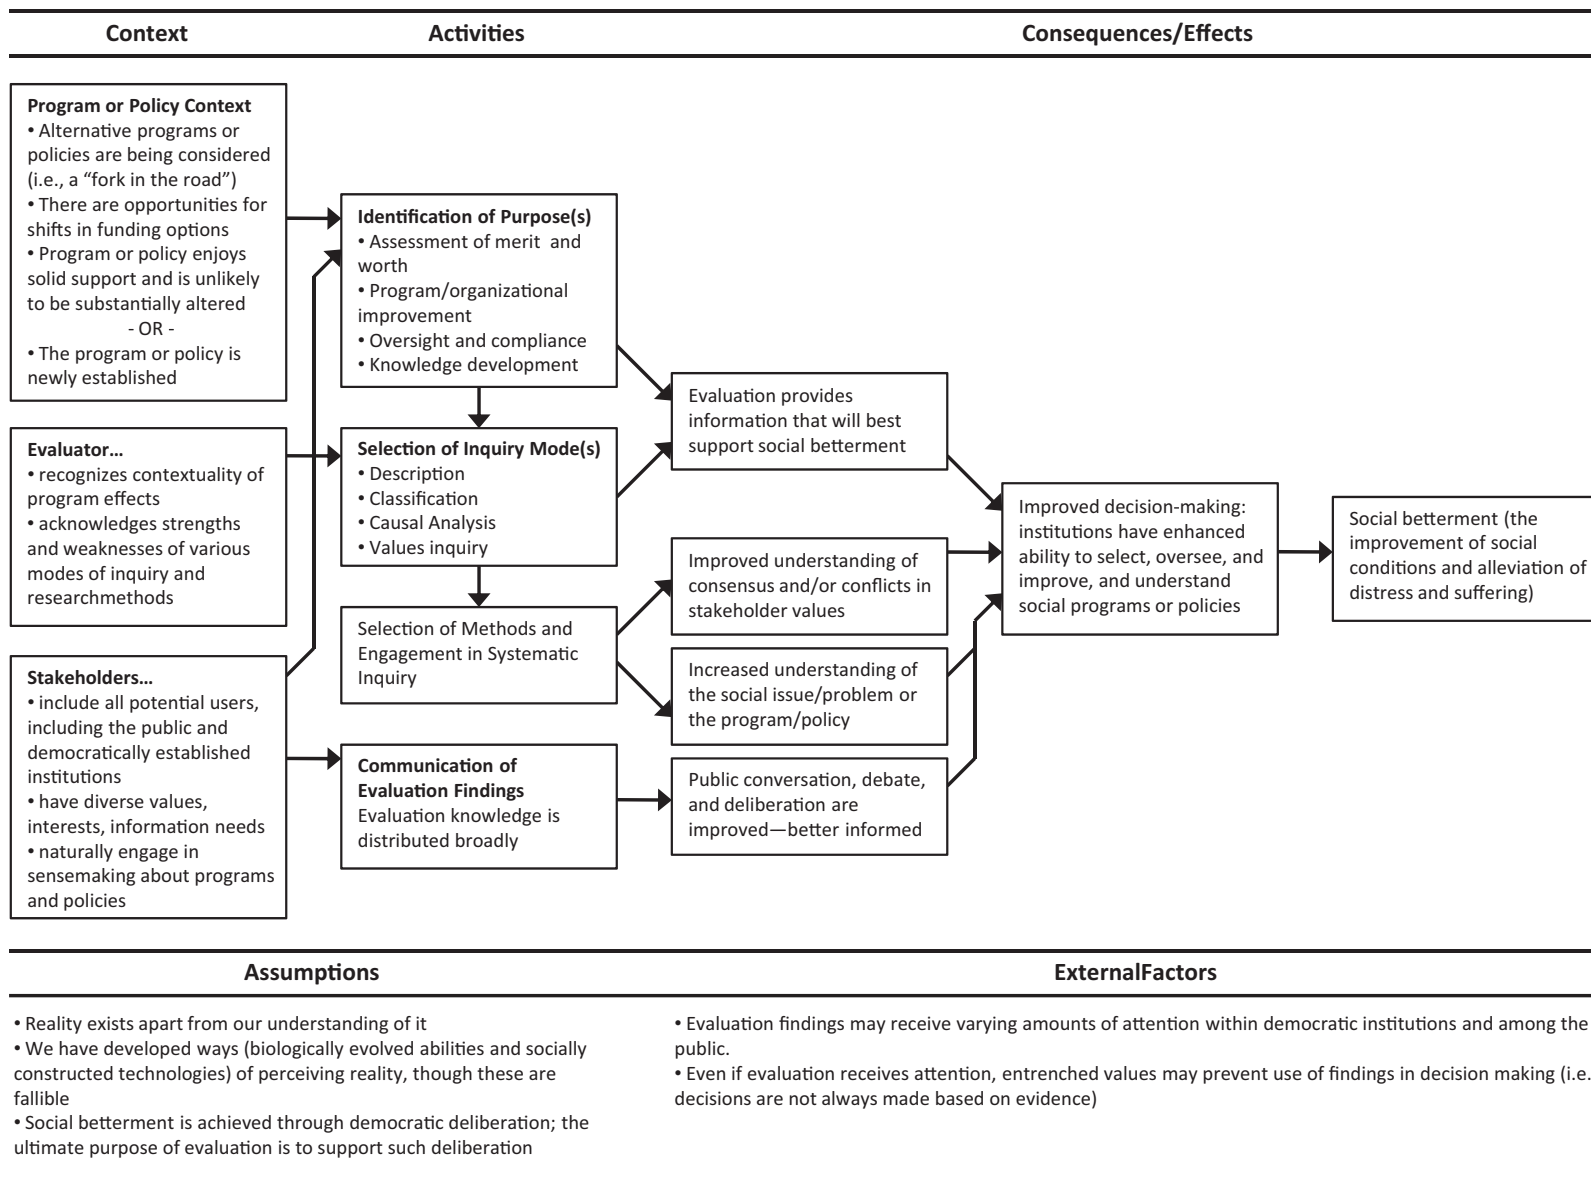 Context
Activities
Consequences/Effects
Program or Policy Context
• Alternative programs or
policies are being considered
(i.e., a “fork in the road”)
• There are opportunities for
shifts in funding options
• Program or policy enjoys
solid support and is unlikely
to be substantially altered
- OR -
• The program or policy is
newly established
Evaluator…
• recognizes contextuality of
program effects
• acknowledges strengths
and weaknesses of various
modes of inquiry and
researchmethods
Stakeholders…
• include all potential users,
including the public and
democratically established
institutions
• have diverse values,
interests, information needs
• naturally engage in
sensemaking about programs
and policies
Identification of Purpose(s)
• Assessment of merit and
worth
• Program/organizational
improvement
• Oversight and compliance
• Knowledge development
Selection of Inquiry Mode(s)
• Description
• Classification
• Causal Analysis
• Values inquiry
Selection of Methods and
Engagement in Systematic
Inquiry
Communication of
Evaluation Findings
Evaluation knowledge is
distributed broadly
Evaluation provides
information that will best
support social betterment
Improved understanding of
consensus and/or conflicts in
stakeholder values
Increased understanding of
the social issue/problem or
the program/policy
Public conversation, debate,
and deliberation are
improved—better informed
Improved decision-making:
institutions have enhanced
ability to select, oversee, and
improve, and understand
social programs or policies
Social betterment (the
improvement of social
conditions and alleviation of
distress and suffering)
Assumptions
• Reality exists apart from our understanding of it
• We have developed ways (biologically evolved abilities and socially
constructed technologies) of perceiving reality, though these are
fallible
• Social betterment is achieved through democratic deliberation; the
ultimate purpose of evaluation is to support such deliberation
ExternalFactors
• Evaluation findings may receive varying amounts of attention within democratic institutions and among the
public.
• Even if evaluation receives attention, entrenched values may prevent use of findings in decision making (i.e.
decisions are not always made based on evidence)